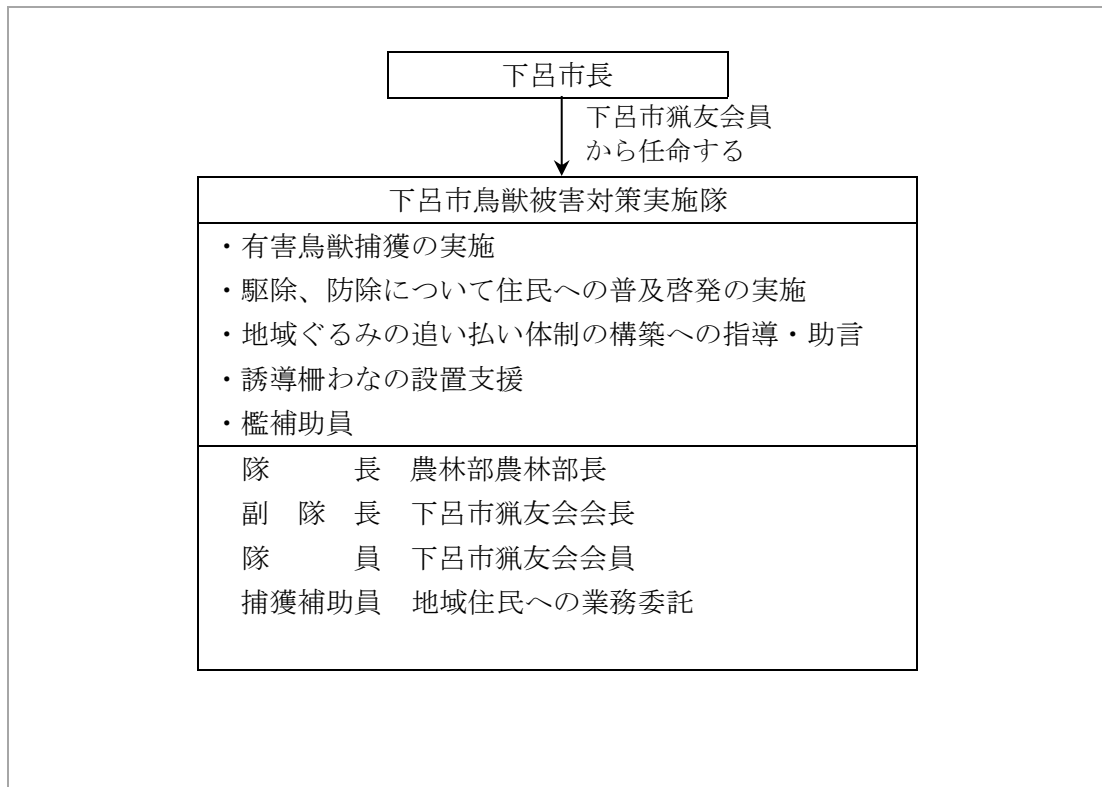 下呂市長
下呂市猟友会員
から任命する
下呂市鳥獣被害対策実施隊
・有害鳥獣捕獲の実施
・駆除、防除について住民への普及啓発の実施
・地域ぐるみの追い払い体制の構築への指導・助言
・誘導柵わなの設置支援
・檻補助員
隊　　　長　農林部農林部長
副　隊　長　下呂市猟友会会長
隊　　　員　下呂市猟友会会員
捕獲補助員　地域住民への業務委託